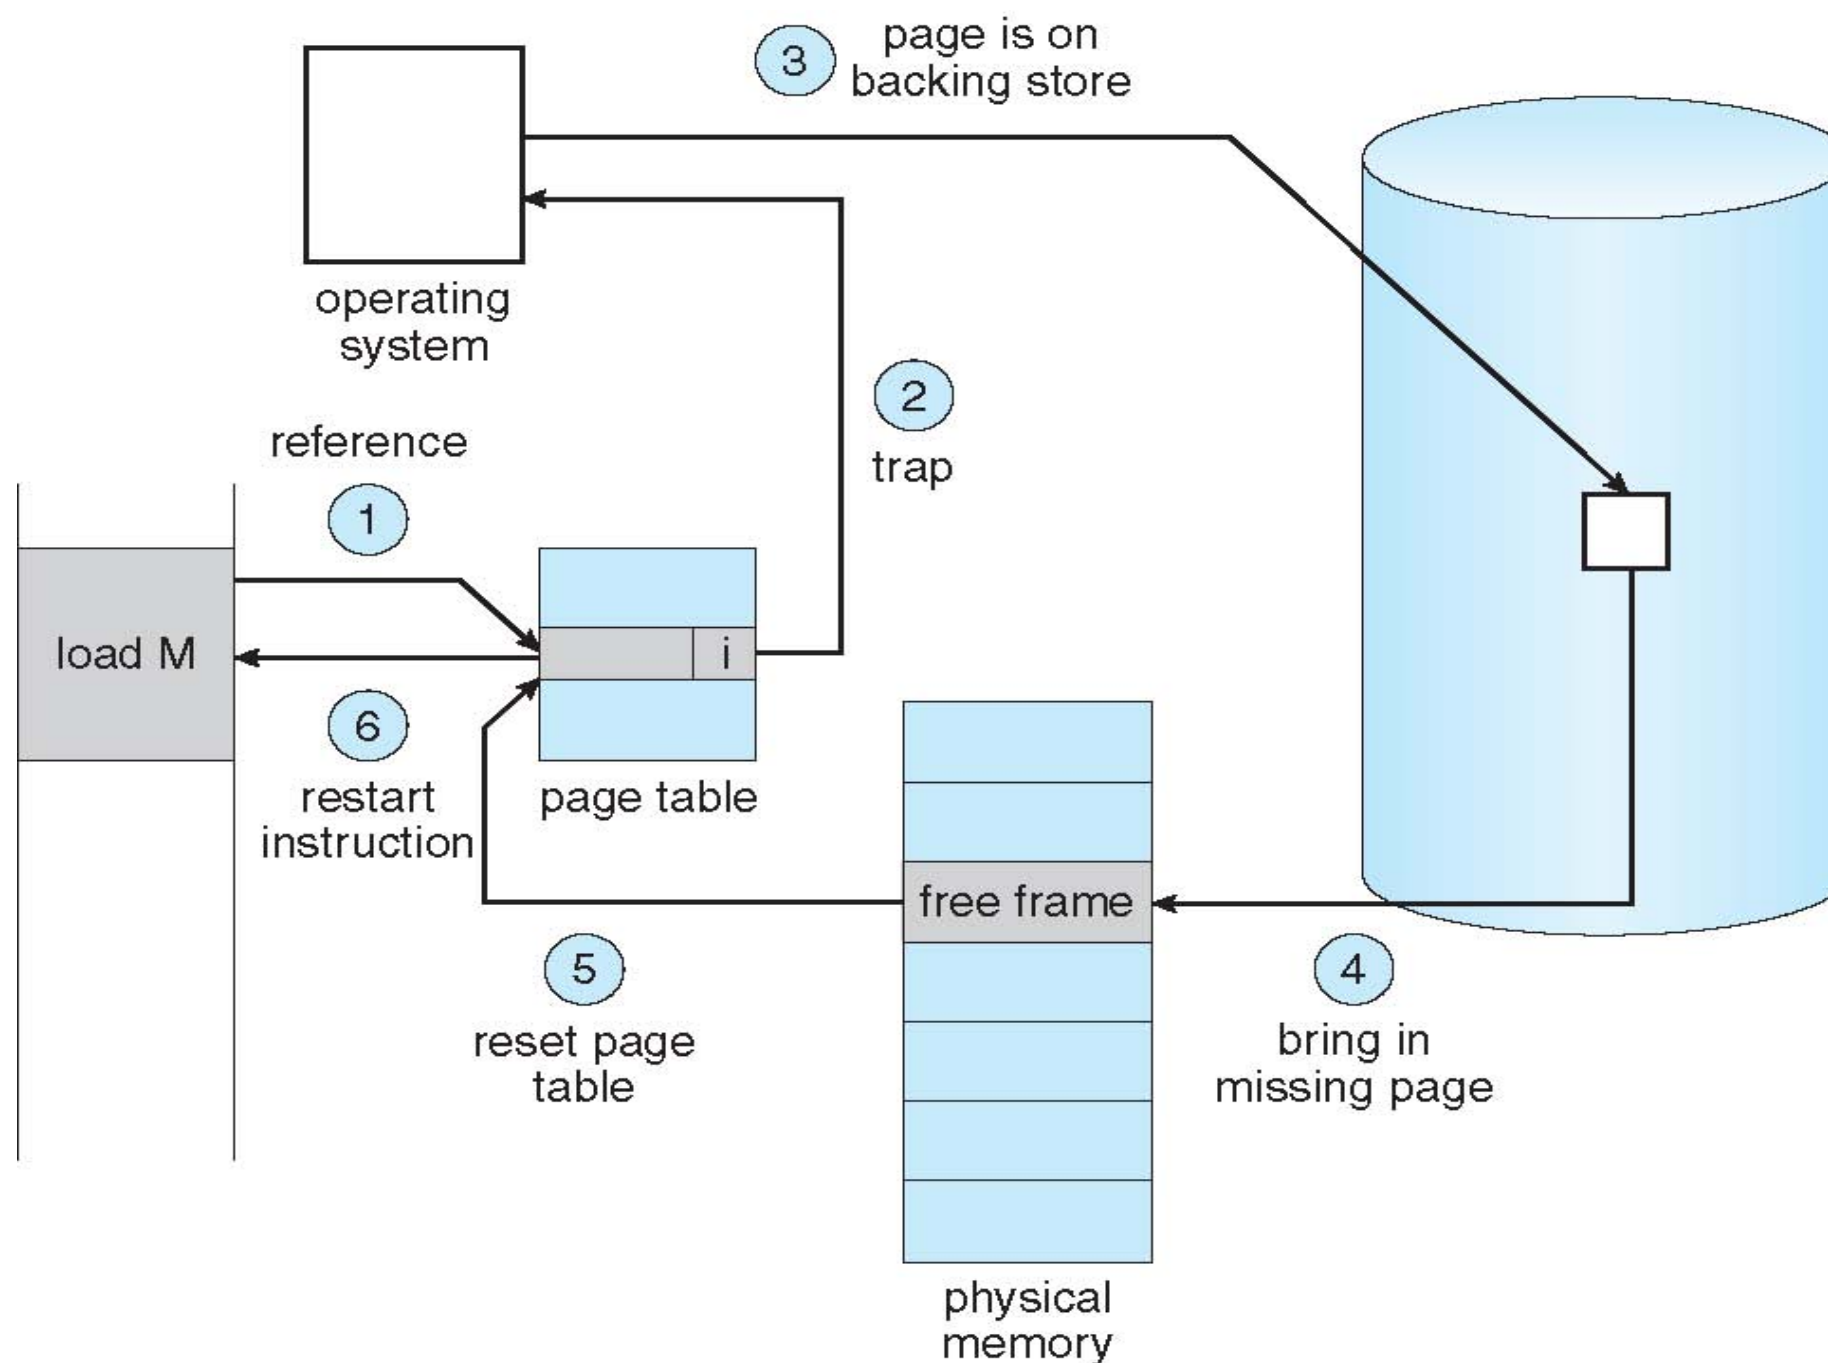 3
page is on
backing store
operating
system
2
trap
reference
1
load M
i
6
restart
instruction
page table
free frame
5
reset page
table
4
bring in
missing page
physical
memory